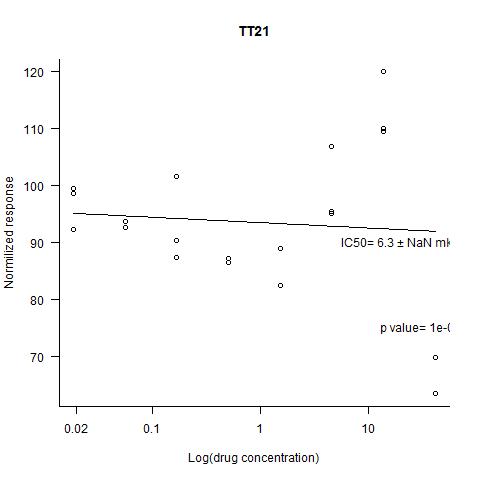 TT21
120
110
100
90
80
70
Normilized response
IC50= 6.3 ± NaN mk
p value= 1e-0
0.02 0.1 1 10
Log(drug concentration)